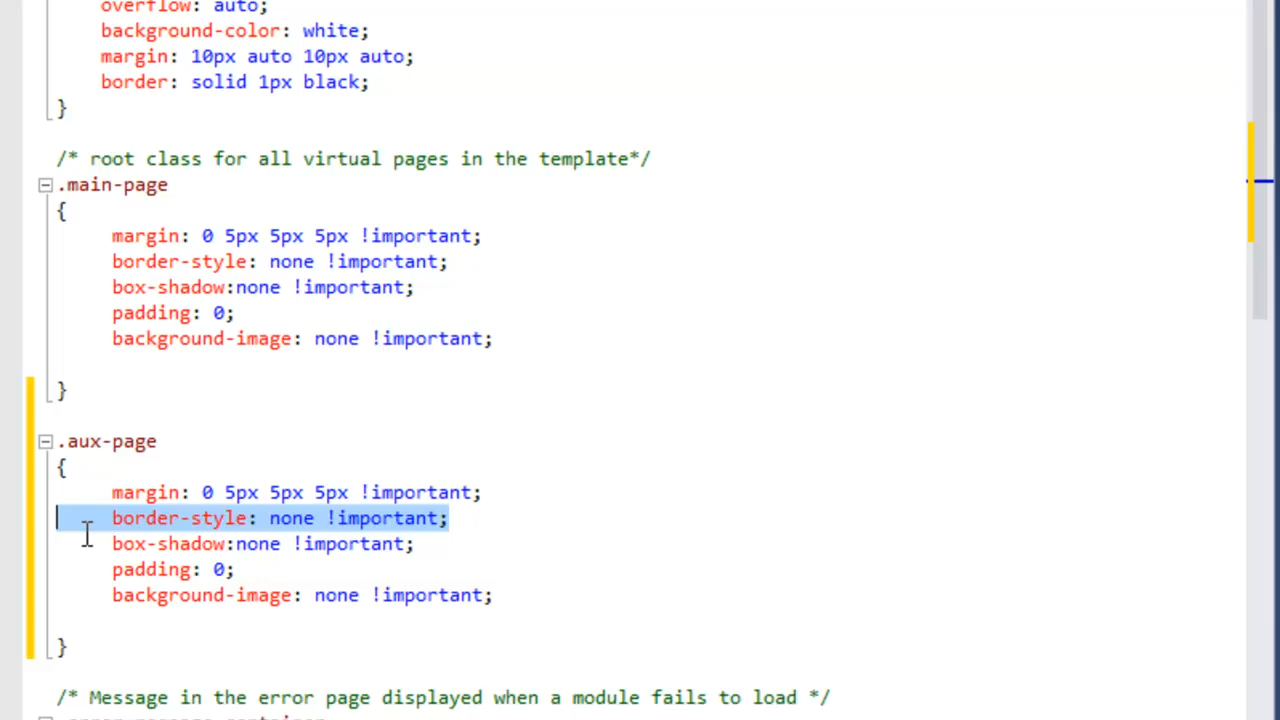 overflow: auto;
background-color: white;
margin: 10px auto 10px auto;
border: solid 1px black;
}
/* root class for all virtual pages in the template*/
.main-page
{
margin: 0 5px 5px 5px !important;
border-style: none !important;
box-shadow:none !important;
padding: 0;
background-image: none !important;
}
.aux-page
{
margin: 0 5px 5px 5px !important;
border-style: none !important;
box-shadow:none !important;
padding: 0;
background-image: none !important;
}
/* Message in the error page displayed when a module fails to load */